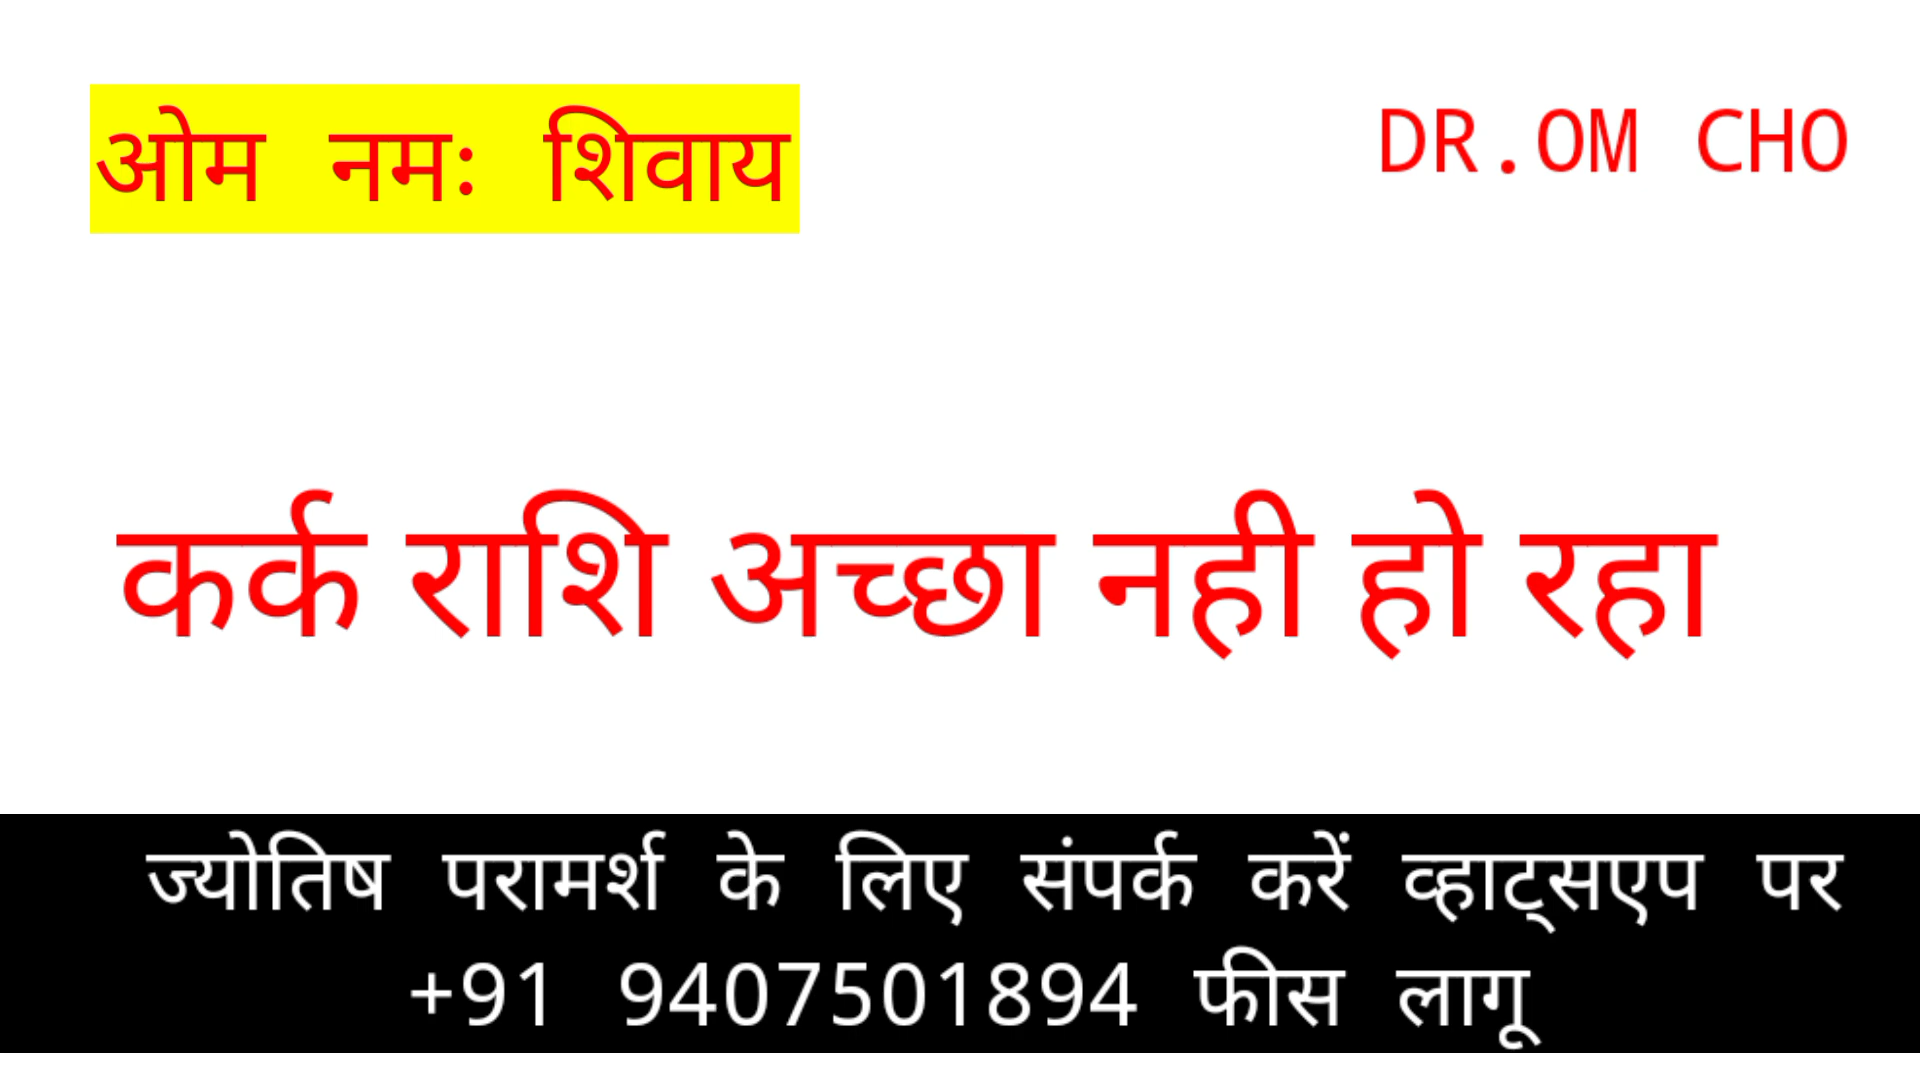 ओम नमः शिवाय
DR.OM CHO
कर्क राशि अच्छा नही हो रहा
ज्योतिष परामर्श के लिए संपर्क करें व्हाट्सएप पर
+91 9407501894 फीस लागू